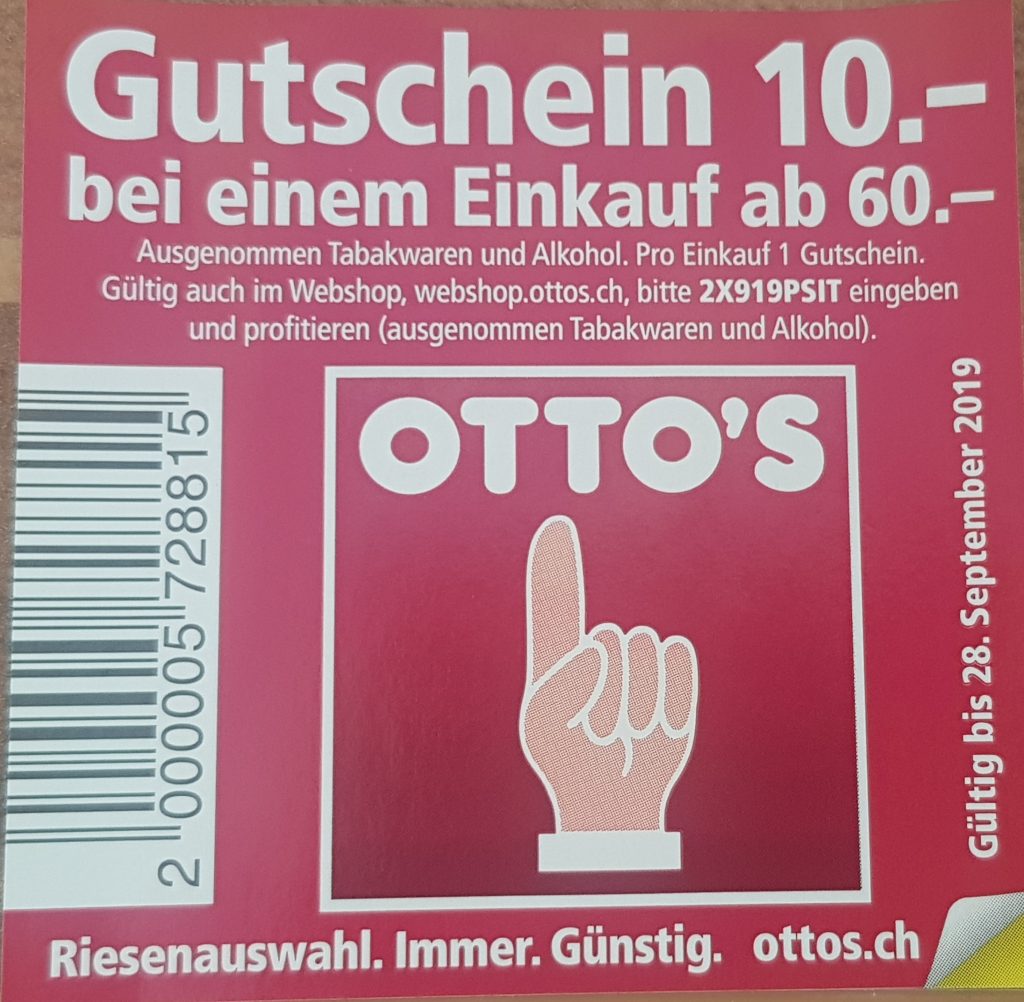 Gutschein 10.–
bei einem Einkauf ab 60.–
Ausgenommen Tabakwaren und Alkohol. Pro Einkauf 1 Gutschein.
Gültig auch im Webshop, webshop.ottos.ch, bitte 2X919PSIT eingeben
und profitieren (ausgenommen Tabakwaren und Alkohol).
2 000005 728815
OTTO'S
Gültig bis 28. September 2019
Riesenauswahl. Immer. Günstig. ottos.ch